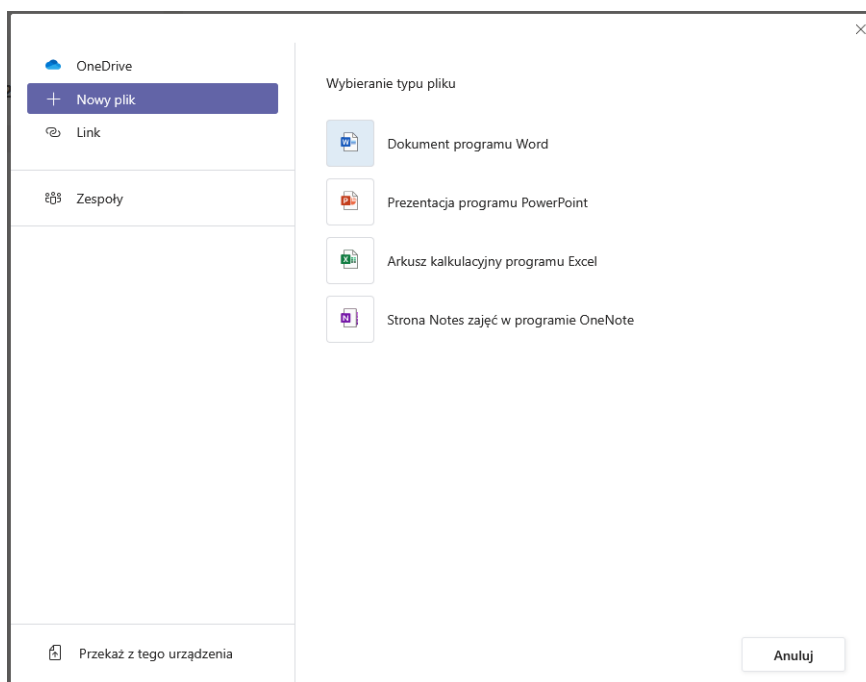 OneDrive
Nowy plik
Link
Zespoły
Przekaż z tego urządzenia
Wybieranie typu pliku
Dokument programu Word
Prezentacja programu PowerPoint
Arkusz kalkulacyjny programu Excel
Strona Notes zajęć w programie OneNote
Anuluj